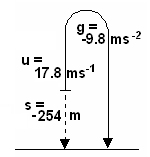 g =
-9.8 ms⁻²
u =
17.8 ms⁻¹
s =
-254 m